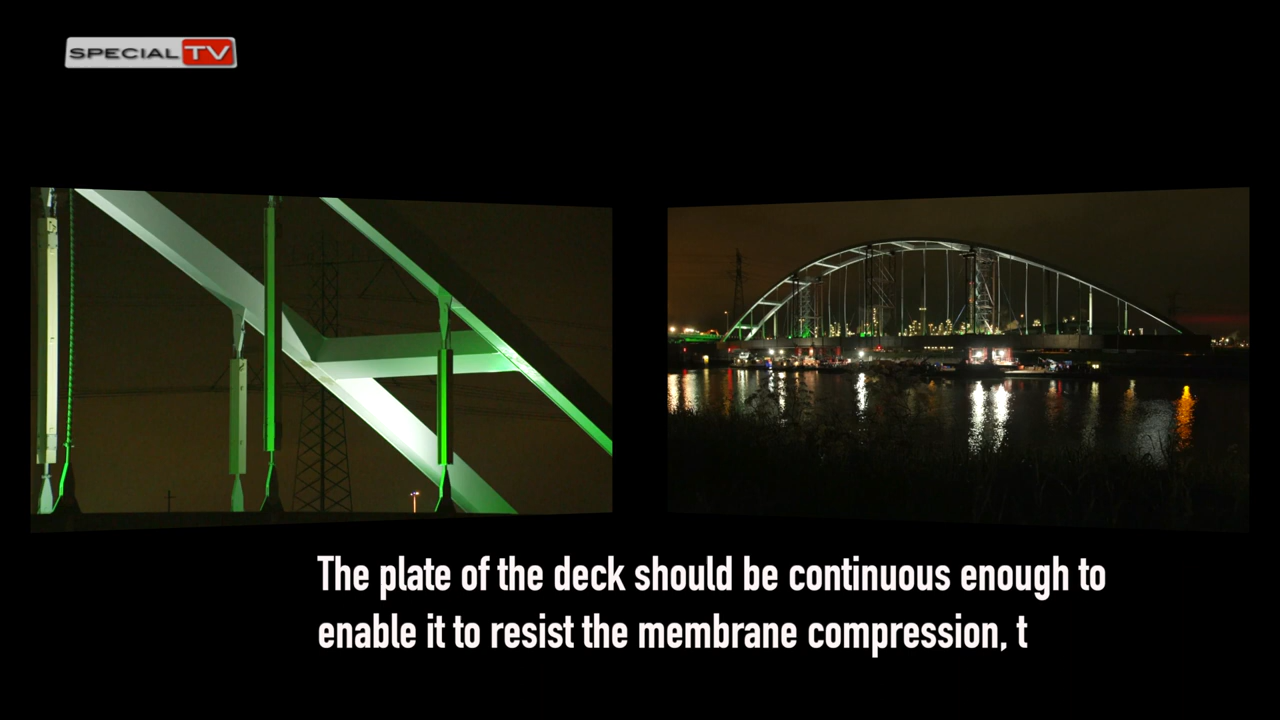 SPECIAL TV
The plate of the deck should be continuous enough to
enable it to resist the membrane compression, t